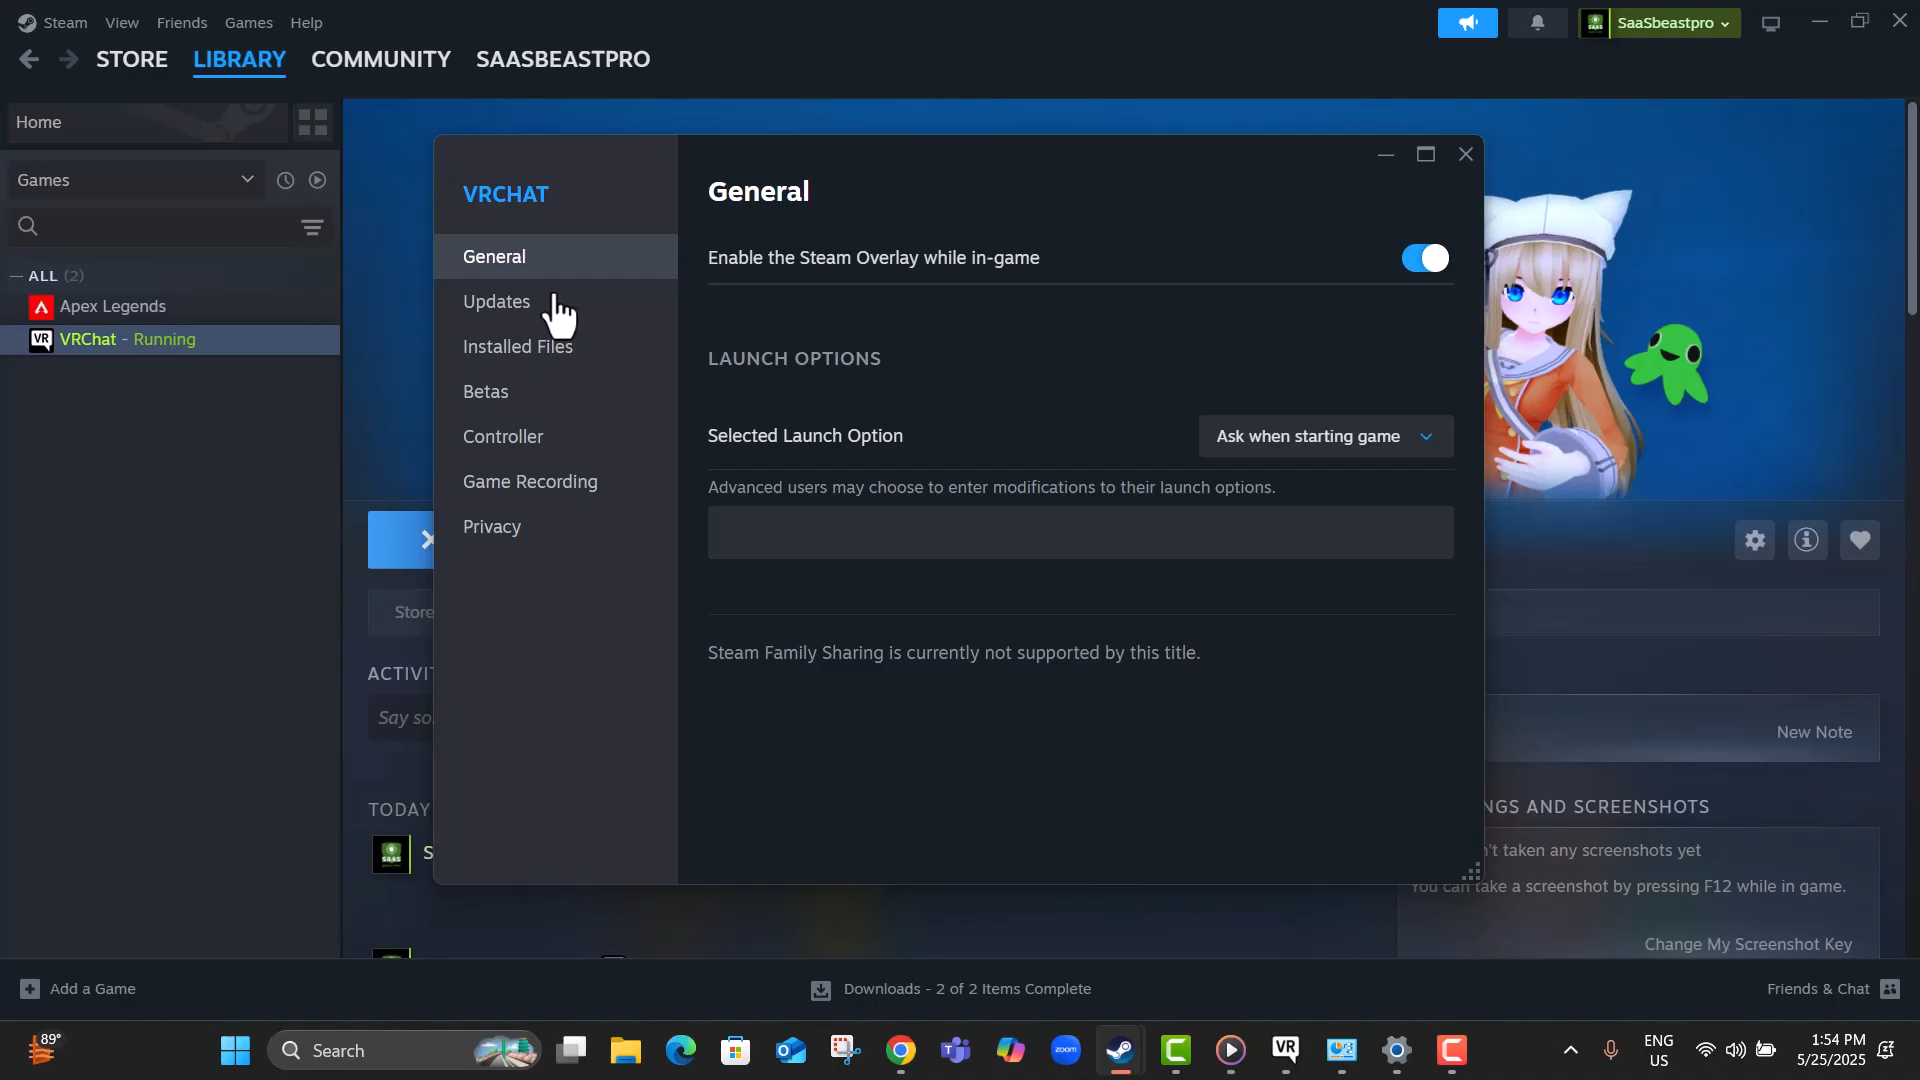 Steam View Friends Games Help
SaaSbeastpro
STORE LIBRARY COMMUNITY SAASBEASTPRO
Home
Games
ALL (2)
Apex Legends
VRChat - Running
VRCHAT
General
Updates
Installed Files
Betas
Controller
Game Recording
Privacy
General
Enable the Steam Overlay while in-game
LAUNCH OPTIONS
Selected Launch Option
Ask when starting game
Advanced users may choose to enter modifications to their launch options.
Steam Family Sharing is currently not supported by this title.
Store
ACTIVIT
Say so
TODAY
S
New Note
NGS AND SCREENSHOTS
n't taken any screenshots yet
You can take a screenshot by pressing F12 while in game.
Change My Screenshot Key
Add a Game
Downloads - 2 of 2 Items Complete
Friends & Chat
89°
Search
zoom
VR
ENG
US
1:54 PM
5/25/2025